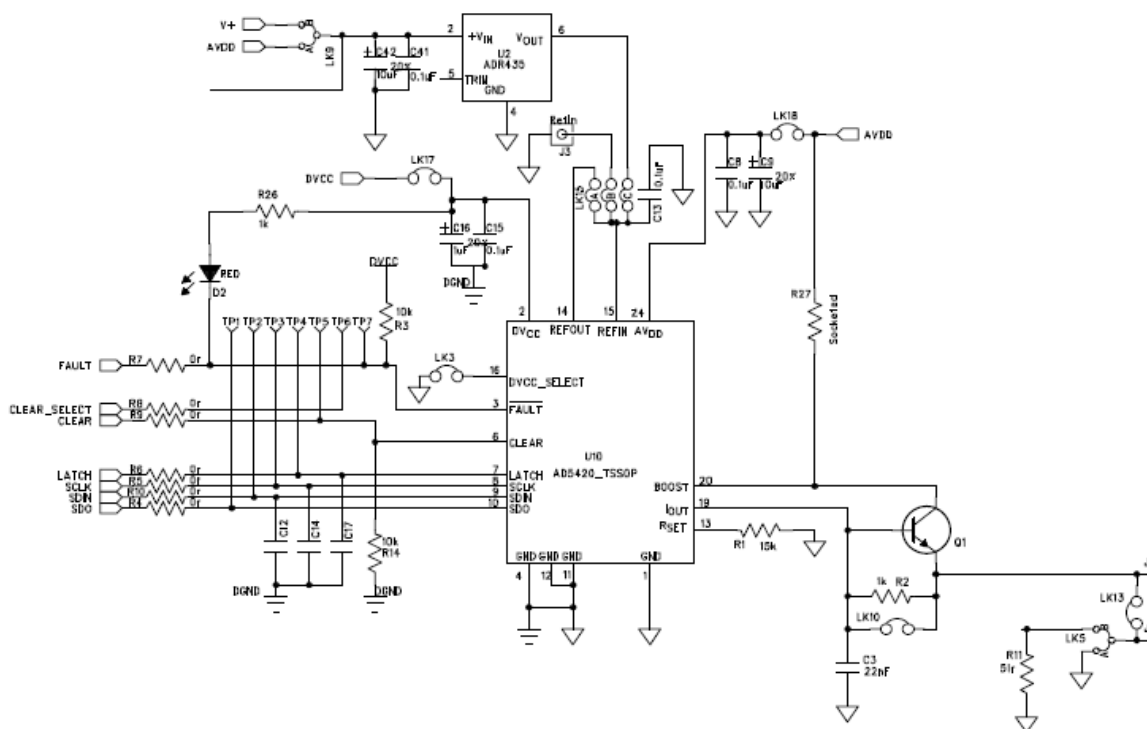 V+
B
AVDD
A
LK9
C42
20%
10uF
C41
0.1uF
2
+VIN
VOUT
6
U2
ADR435
5
TRIM
GND
4
RefIn
J3
LK18
AVDD
C8
0.1uF
C9
20%
10uF
DVCC
LK17
LK15
A
B
C
0.1uF
C13
R26
1k
C16
20%
1uF
C15
0.1uF
DGND
RED
D2
DVCC
10k
R3
TP1
TP2
TP3
TP4
TP5
TP6
TP7
2
14
15
24
DVCC
REFOUT
REFIN
AVDD
R27
Socketed
FAULT
R7
0r
LK3
16
DVCC_SELECT
3
FAULT
CLEAR_SELECT
R8
0r
CLEAR
R9
0r
6
CLEAR
U10
AD5420_TSSOP
LATCH
R6
0r
7
LATCH
SCLK
R5
0r
8
SCLK
SDIN
R10
0r
9
SDIN
SDO
R4
0r
10
SDO
BOOST
20
IOUT
19
RSET
13
R1
15k
Q1
C12
C14
C17
10k
R14
DGND
DGND
GND
GND
GND
GND
4
12
11
1
1k
R2
LK10
C3
22nF
LK13
LK5
B
A
R11
51r